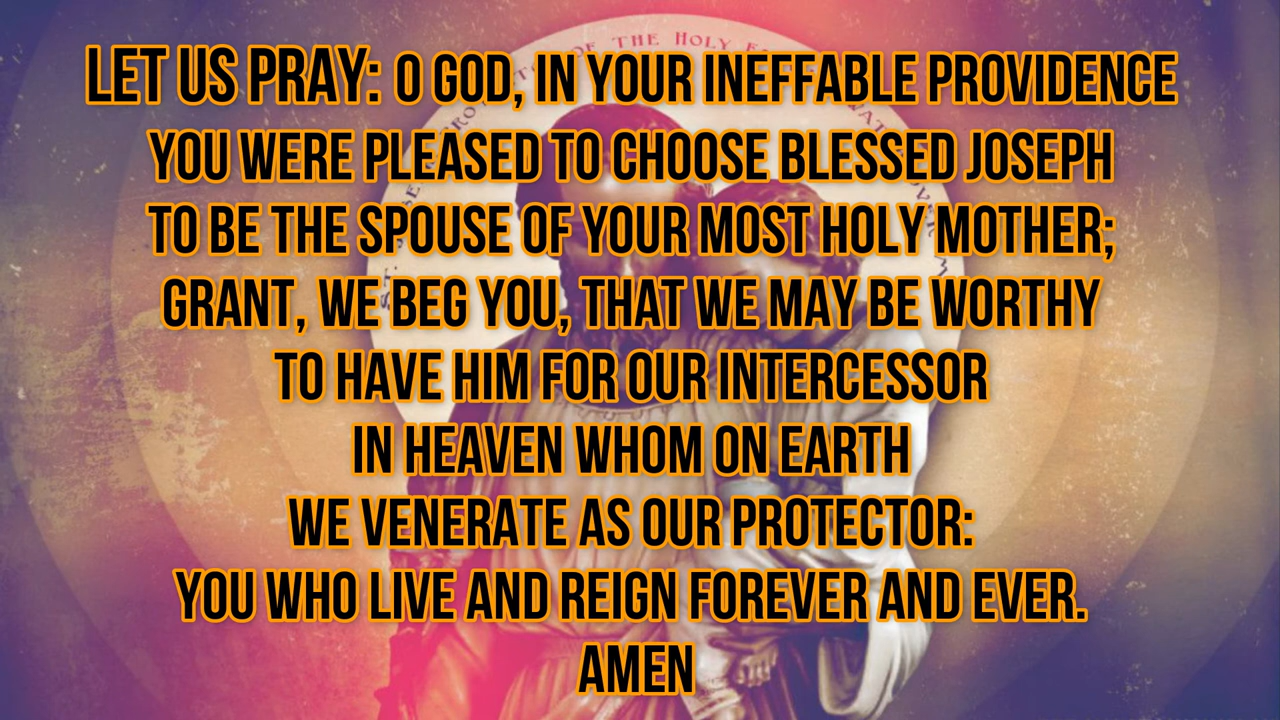 LET US PRAY: O GOD, IN YOUR INEFFABLE PROVIDENCE
YOU WERE PLEASED TO CHOOSE BLESSED JOSEPH
TO BE THE SPOUSE OF YOUR MOST HOLY MOTHER;
GRANT, WE BEG YOU, THAT WE MAY BE WORTHY
TO HAVE HIM FOR OUR INTERCESSOR
IN HEAVEN WHOM ON EARTH
WE VENERATE AS OUR PROTECTOR:
YOU WHO LIVE AND REIGN FOREVER AND EVER.
AMEN
OF THE HOLY